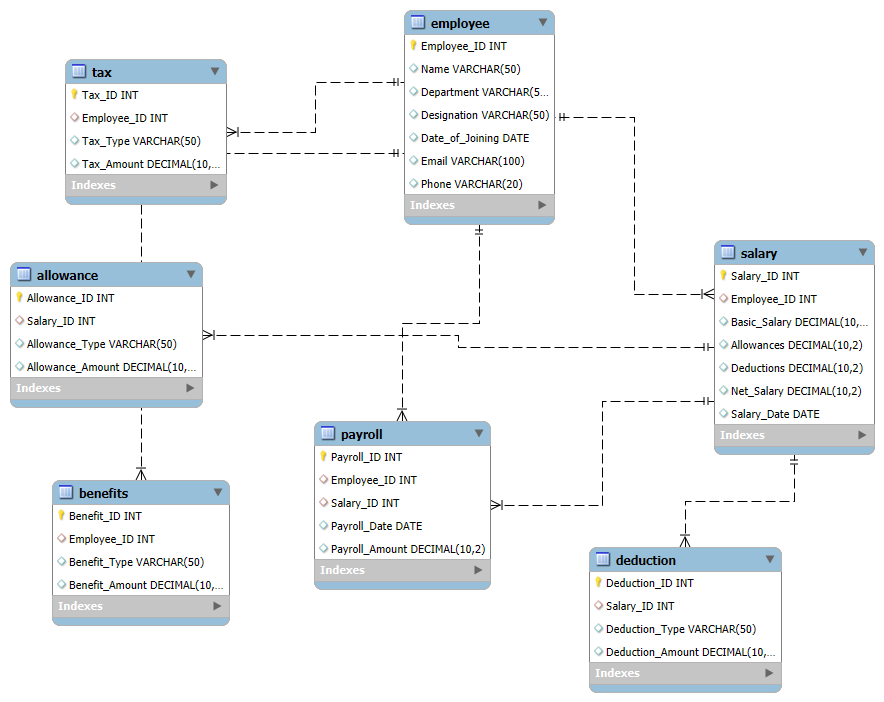 employee
Employee_ID INT
Name VARCHAR(50)
Department VARCHAR(5...
Designation VARCHAR(50)
Date_of_Joining DATE
Email VARCHAR(100)
Phone VARCHAR(20)
Indexes
tax
Tax_ID INT
Employee_ID INT
Tax_Type VARCHAR(50)
Tax_Amount DECIMAL(10,...
Indexes
salary
Salary_ID INT
Employee_ID INT
Basic_Salary DECIMAL(10,...
Allowances DECIMAL(10,2)
Deductions DECIMAL(10,2)
Net_Salary DECIMAL(10,2)
Salary_Date DATE
Indexes
allowance
Allowance_ID INT
Salary_ID INT
Allowance_Type VARCHAR(50)
Allowance_Amount DECIMAL(10,...
Indexes
payroll
Payroll_ID INT
Employee_ID INT
Salary_ID INT
Payroll_Date DATE
Payroll_Amount DECIMAL(10,2)
Indexes
benefits
Benefit_ID INT
Employee_ID INT
Benefit_Type VARCHAR(50)
Benefit_Amount DECIMAL(10,...
Indexes
deduction
Deduction_ID INT
Salary_ID INT
Deduction_Type VARCHAR(50)
Deduction_Amount DECIMAL(10,...
Indexes